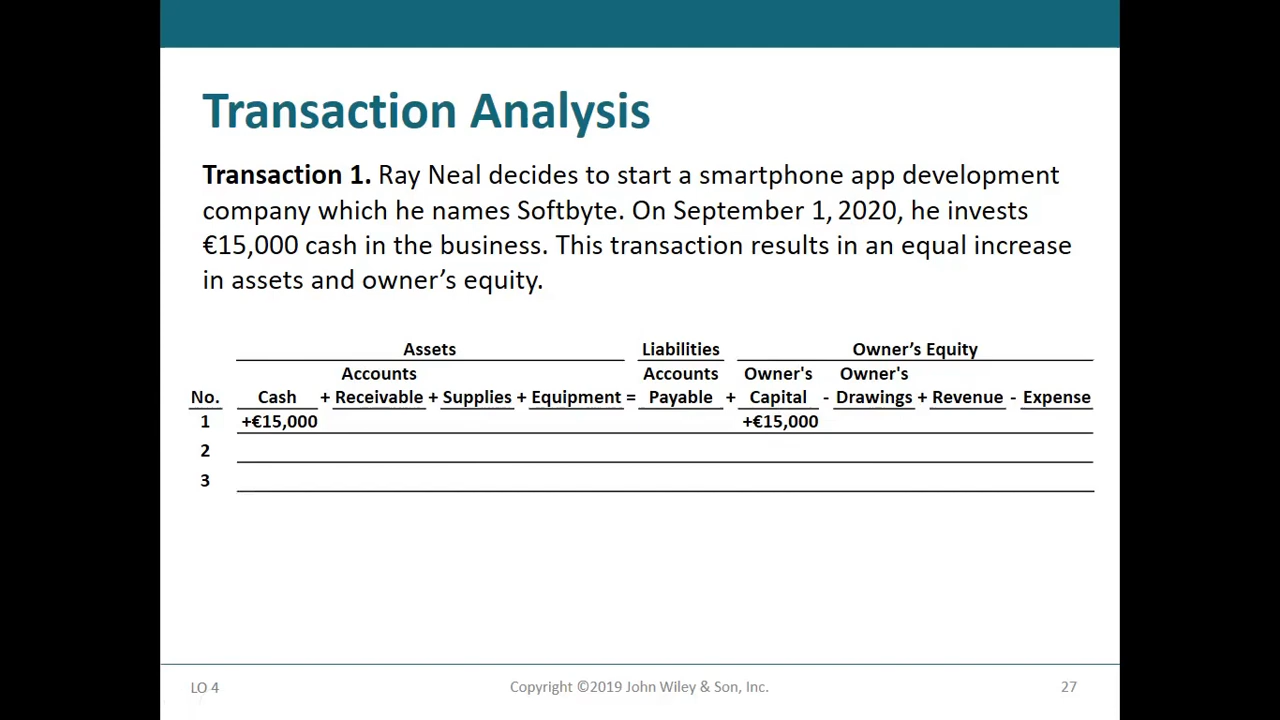 Transaction Analysis
Transaction 1. Ray Neal decides to start a smartphone app development
company which he names Softbyte. On September 1, 2020, he invests
€15,000 cash in the business. This transaction results in an equal increase
in assets and owner’s equity.
Assets Liabilities Owner’s Equity
Accounts Accounts Owner's Owner's
No. Cash + Receivable + Supplies + Equipment = Payable + Capital - Drawings + Revenue - Expense
1 +€15,000 +€15,000
2
3
LO 4 Copyright ©2019 John Wiley & Son, Inc. 27